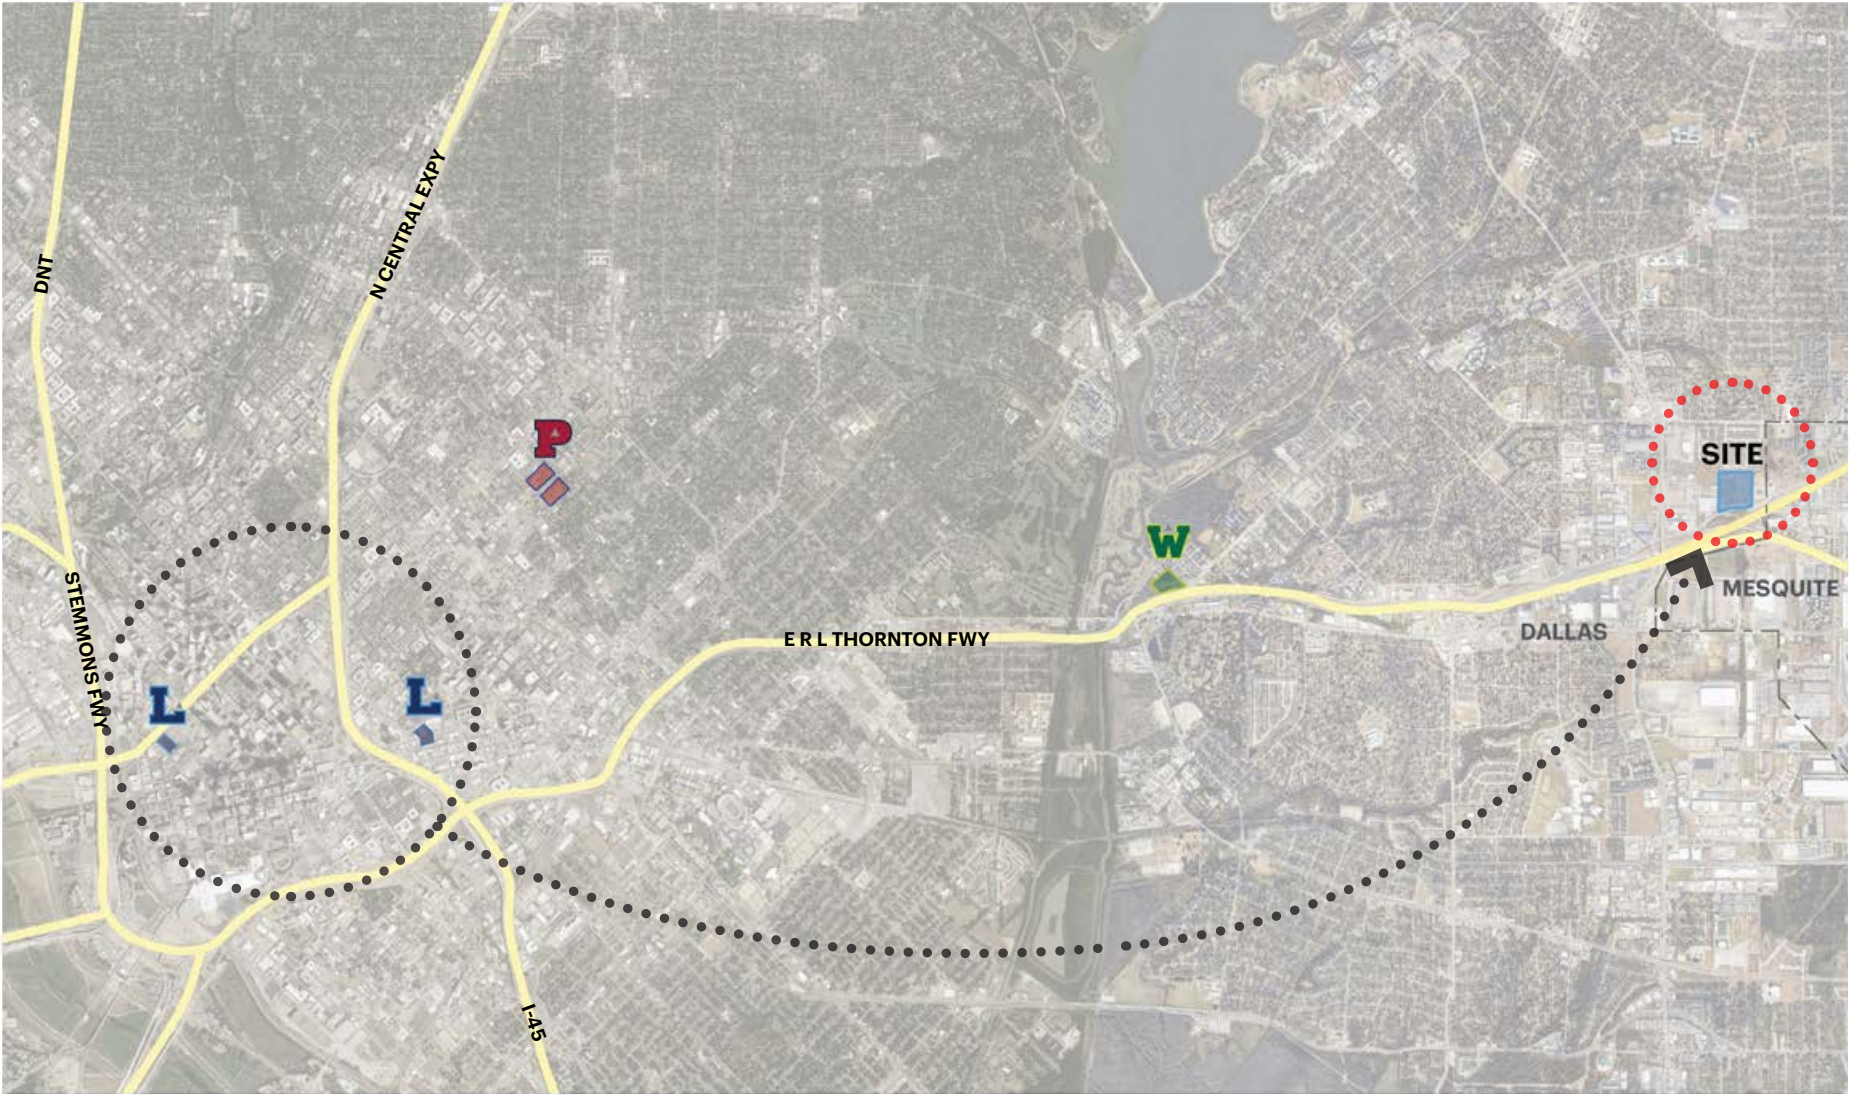 N CENTRAL EXPY
DNT
P
SITE
W
STEMMONS FWY
MESQUITE
DALLAS
E R L THORNTON FWY
L
L
I-45